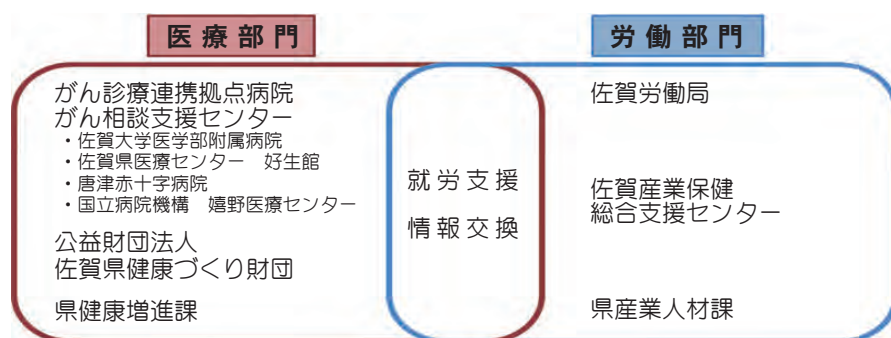 医療部門
がん診療連携拠点病院
がん相談支援センター
・佐賀大学医学部附属病院
・佐賀県医療センター　好生館
・唐津赤十字病院
・国立病院機構　嬉野医療センター
公益財団法人
佐賀県健康づくり財団
県健康増進課
就労支援
情報交換
労働部門
佐賀労働局
佐賀産業保健
総合支援センター
県産業人材課